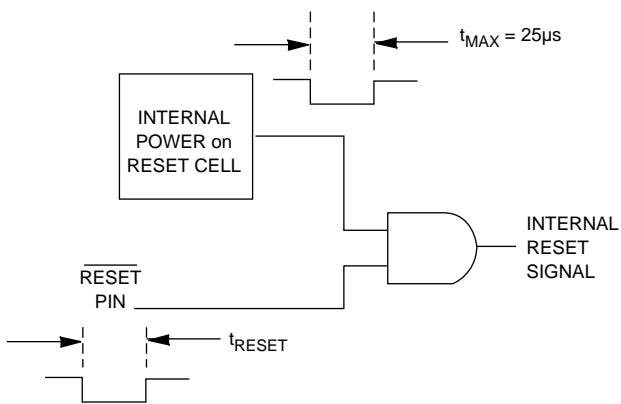 tMAX = 25µs
INTERNAL
POWER on
RESET CELL
INTERNAL
RESET
SIGNAL
RESET
PIN
tRESET